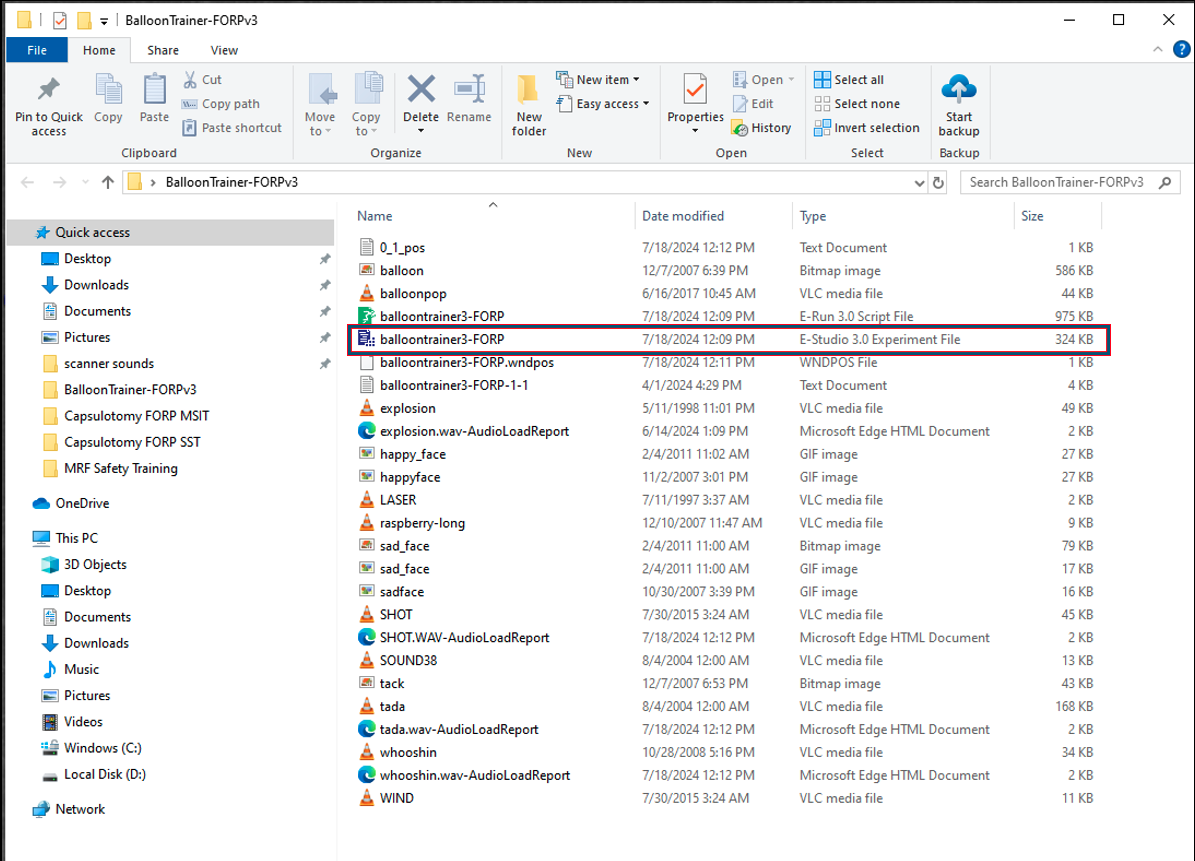 BalloonTrainer-FORPv3
File Home Share View
Pin to Quick access
Copy
Paste
Cut
Copy path
Paste shortcut
Clipboard
Move to
Copy to
Delete
Rename
Organize
New folder
New item
Easy access
New
Properties
Open
Edit
History
Open
Select all
Select none
Invert selection
Select
Start backup
Backup
BalloonTrainer-FORPv3
Search BalloonTrainer-FORPv3
Quick access
Desktop
Downloads
Documents
Pictures
scanner sounds
BalloonTrainer-FORPv3
Capsulotomy FORP MSIT
Capsulotomy FORP SST
MRF Safety Training
OneDrive
This PC
3D Objects
Desktop
Documents
Downloads
Music
Pictures
Videos
Windows (C:)
Local Disk (D:)
Network
Name Date modified Type Size
0_1_pos 7/18/2024 12:12 PM Text Document 1 KB
balloon 12/7/2007 6:39 PM Bitmap image 586 KB
balloonpop 6/16/2017 10:45 AM VLC media file 44 KB
balloontrainer3-FORP 7/18/2024 12:09 PM E-Run 3.0 Script File 975 KB
balloontrainer3-FORP 7/18/2024 12:09 PM E-Studio 3.0 Experiment File 324 KB
balloontrainer3-FORP.wndpos 7/18/2024 12:11 PM WNDPOS File 1 KB
balloontrainer3-FORP-1-1 4/1/2024 4:29 PM Text Document 4 KB
explosion 5/11/1998 11:01 PM VLC media file 49 KB
explosion.wav-AudioLoadReport 6/14/2024 1:09 PM Microsoft Edge HTML Document 2 KB
happy_face 2/4/2011 11:02 AM GIF image 27 KB
happyface 11/2/2007 3:01 PM GIF image 27 KB
LASER 7/11/1997 3:37 AM VLC media file 2 KB
raspberry-long 12/10/2007 11:47 AM VLC media file 9 KB
sad_face 2/4/2011 11:00 AM Bitmap image 79 KB
sad_face 2/4/2011 11:00 AM GIF image 17 KB
sadface 10/30/2007 3:39 PM GIF image 16 KB
SHOT 7/30/2015 3:24 AM VLC media file 45 KB
SHOT.WAV-AudioLoadReport 7/18/2024 12:12 PM Microsoft Edge HTML Document 2 KB
SOUND38 8/4/2004 12:00 AM VLC media file 13 KB
tack 12/7/2007 6:53 PM Bitmap image 43 KB
tada 8/4/2004 12:00 AM VLC media file 168 KB
tada.wav-AudioLoadReport 7/18/2024 12:12 PM Microsoft Edge HTML Document 2 KB
whooshin 10/28/2008 5:16 PM VLC media file 34 KB
whooshin.wav-AudioLoadReport 7/18/2024 12:12 PM Microsoft Edge HTML Document 2 KB
WIND 7/30/2015 3:24 AM VLC media file 11 KB